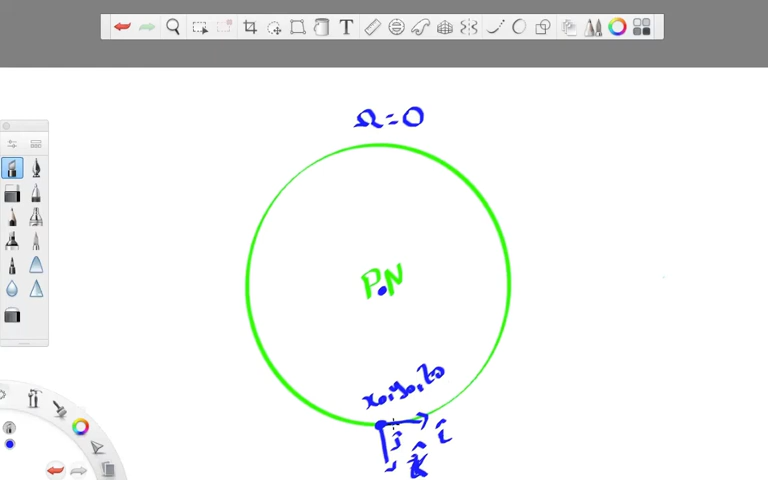 Ω=0
P.N
x₀,y₀,z₀
ĵ î
k̂